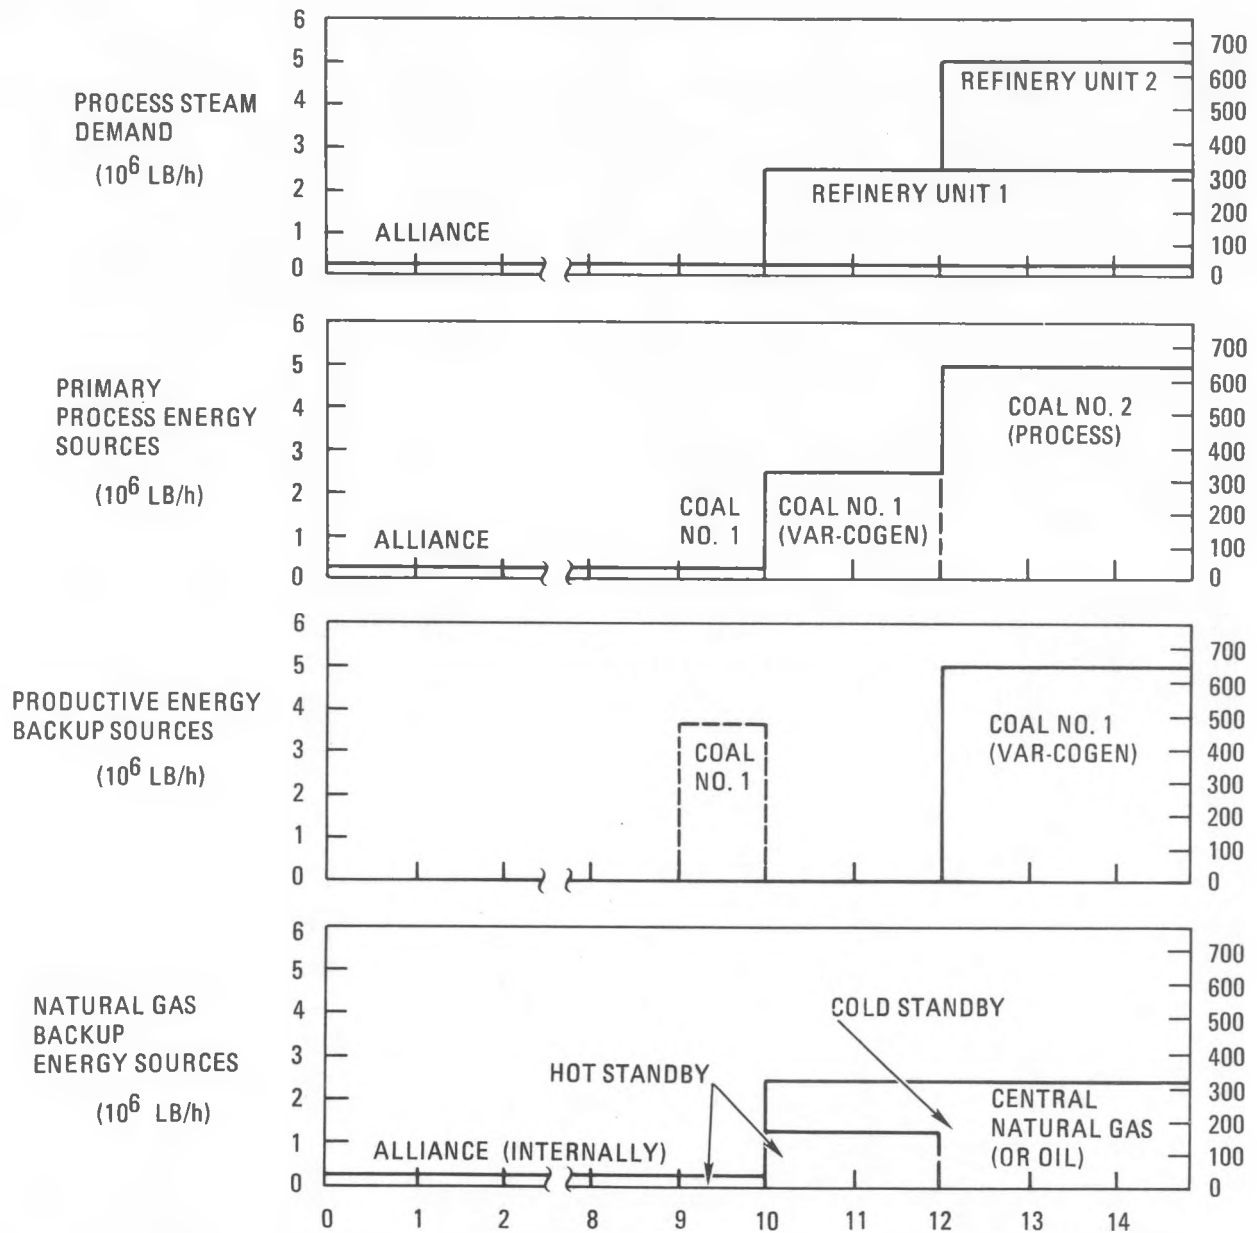 PROCESS STEAM
DEMAND
(10^6 LB/h)
6
5
4
3
2
1
0
ALLIANCE
REFINERY UNIT 1
REFINERY UNIT 2
700
600
500
400
300
200
100
0
PRIMARY
PROCESS ENERGY
SOURCES
(10^6 LB/h)
6
5
4
3
2
1
0
ALLIANCE
COAL
NO. 1
COAL NO. 1
(VAR-COGEN)
COAL NO. 2
(PROCESS)
700
600
500
400
300
200
100
0
PRODUCTIVE ENERGY
BACKUP SOURCES
(10^6 LB/h)
6
5
4
3
2
1
0
COAL
NO. 1
COAL NO. 1
(VAR-COGEN)
700
600
500
400
300
200
100
0
NATURAL GAS
BACKUP
ENERGY SOURCES
(10^6 LB/h)
6
5
4
3
2
1
0
ALLIANCE (INTERNALLY)
HOT STANDBY
COLD STANDBY
CENTRAL
NATURAL GAS
(OR OIL)
700
600
500
400
300
200
100
0
0 1 2 8 9 10 11 12 13 14